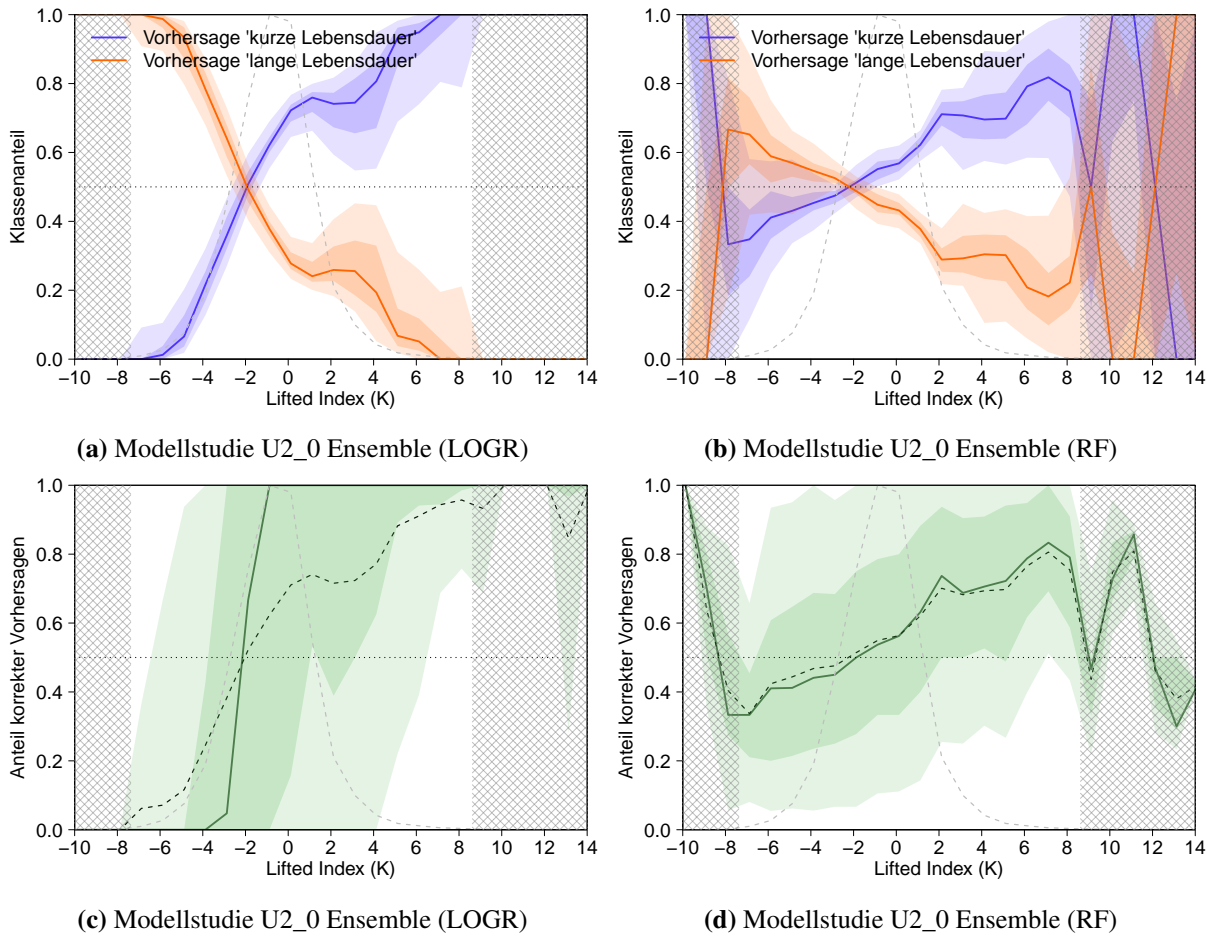 Vorhersage 'kurze Lebensdauer'
Vorhersage 'lange Lebensdauer'
Klassenanteil
1.0
0.8
0.6
0.4
0.2
0.0
−10 −8 −6 −4 −2 0 2 4 6 8 10 12 14
Lifted Index (K)
(a) Modellstudie U2_0 Ensemble (LOGR)
Vorhersage 'kurze Lebensdauer'
Vorhersage 'lange Lebensdauer'
Klassenanteil
1.0
0.8
0.6
0.4
0.2
0.0
−10 −8 −6 −4 −2 0 2 4 6 8 10 12 14
Lifted Index (K)
(b) Modellstudie U2_0 Ensemble (RF)
Anteil korrekter Vorhersagen
1.0
0.8
0.6
0.4
0.2
0.0
−10 −8 −6 −4 −2 0 2 4 6 8 10 12 14
Lifted Index (K)
(c) Modellstudie U2_0 Ensemble (LOGR)
Anteil korrekter Vorhersagen
1.0
0.8
0.6
0.4
0.2
0.0
−10 −8 −6 −4 −2 0 2 4 6 8 10 12 14
Lifted Index (K)
(d) Modellstudie U2_0 Ensemble (RF)